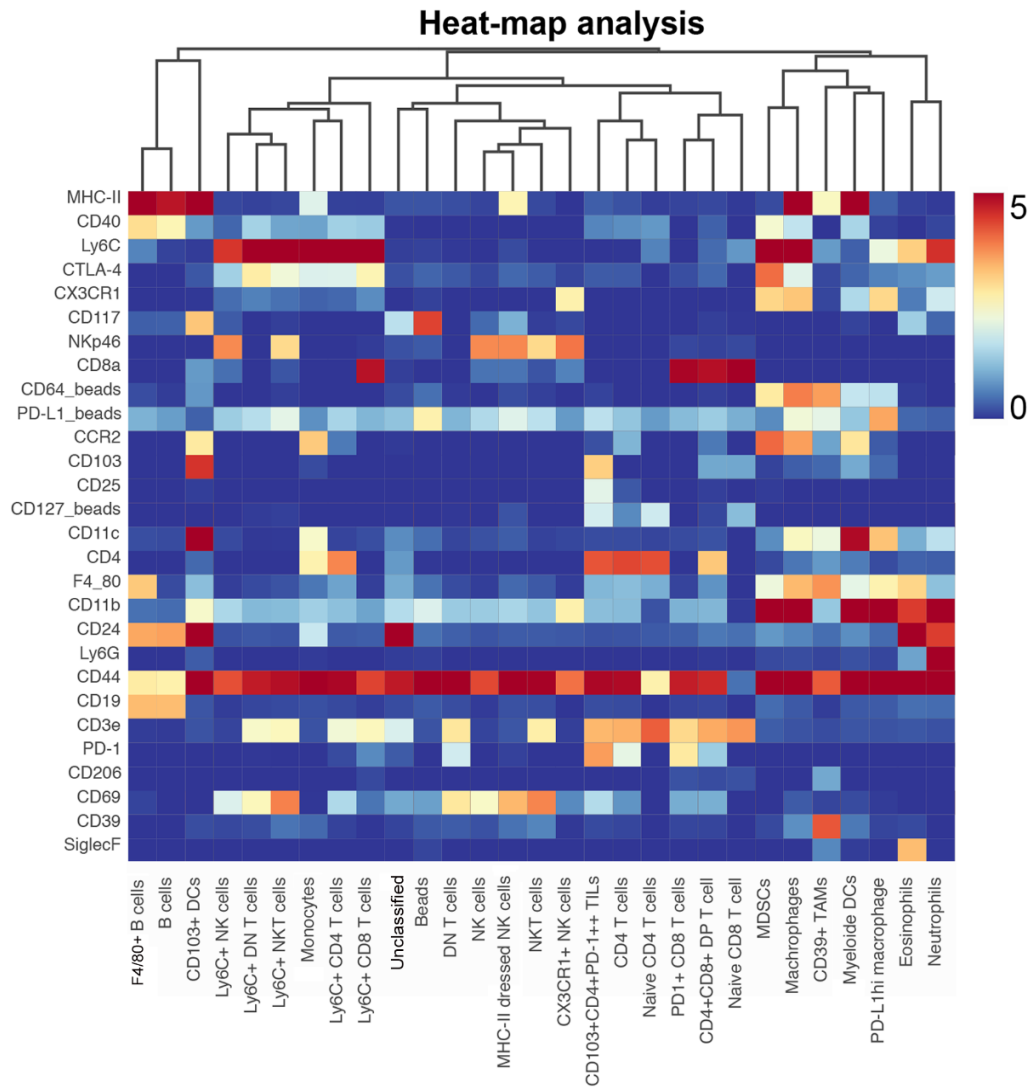 Heat-map analysis
MHC-II
CD40
Ly6C
CTLA-4
CX3CR1
CD117
NKp46
CD8a
CD64_beads
PD-L1_beads
CCR2
CD103
CD25
CD127_beads
CD11c
CD4
F4_80
CD11b
CD24
Ly6G
CD44
CD19
CD3e
PD-1
CD206
CD69
CD39
SiglecF
5
0
F4/80+ B cells
B cells
CD103+ DCs
Ly6C+ NK cells
Ly6C+ DN T cells
Ly6C+ NKT cells
Monocytes
Ly6C+ CD4 T cells
Ly6C+ CD8 T cells
Unclassified
Beads
DN T cells
NK cells
MHC-II dressed NK cells
NKT cells
CX3CR1+ NK cells
CD103+CD4+PD-1++ TILs
CD4 T cells
Naive CD4 T cells
PD1+ CD8 T cells
CD4+CD8+ DP T cell
Naive CD8 T cell
MDSCs
Machrophages
CD39+ TAMs
Myeloide DCs
PD-L1hi macrophage
Eosinophils
Neutrophils